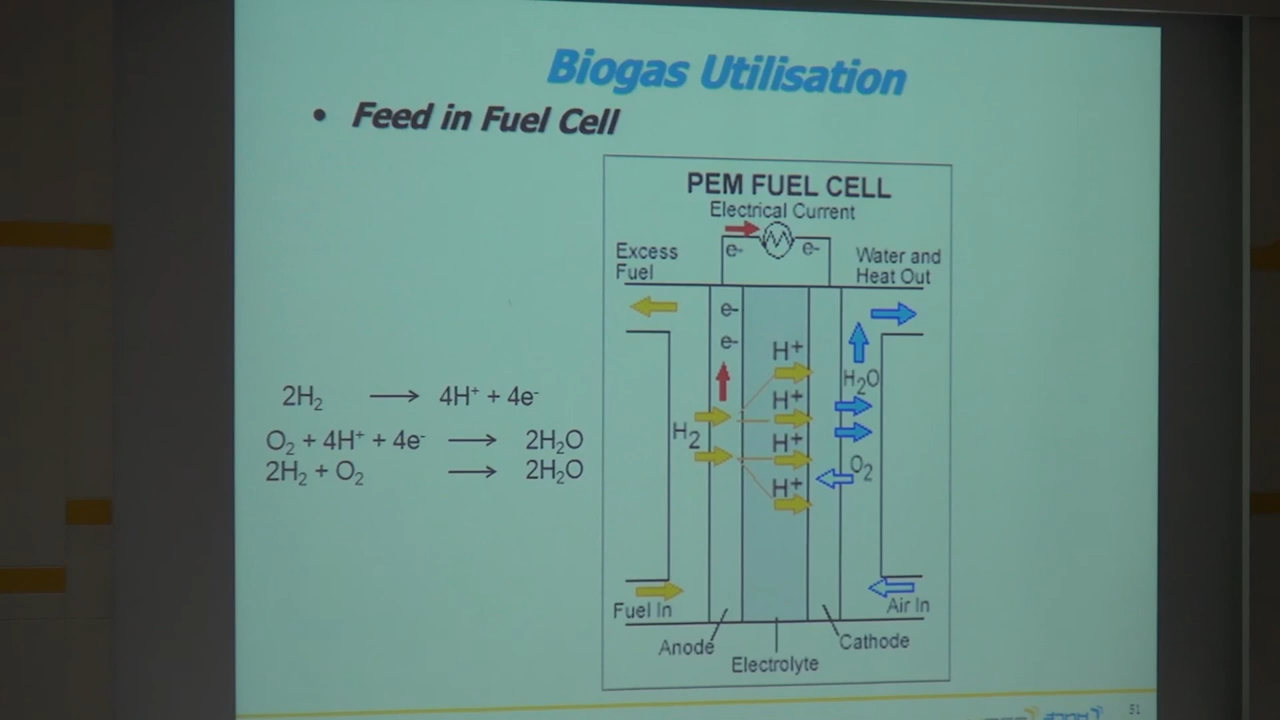 Biogas Utilisation
• Feed in Fuel Cell
PEM FUEL CELL
Electrical Current
e- e-
Excess
Fuel
Water and
Heat Out
e-
e-
H+
H+
H+
H+
H₂
H₂O
O₂
2H₂ ⟶ 4H⁺ + 4e⁻
O₂ + 4H⁺ + 4e⁻ ⟶ 2H₂O
2H₂ + O₂ ⟶ 2H₂O
Fuel In
Air In
Anode
Electrolyte
Cathode
51